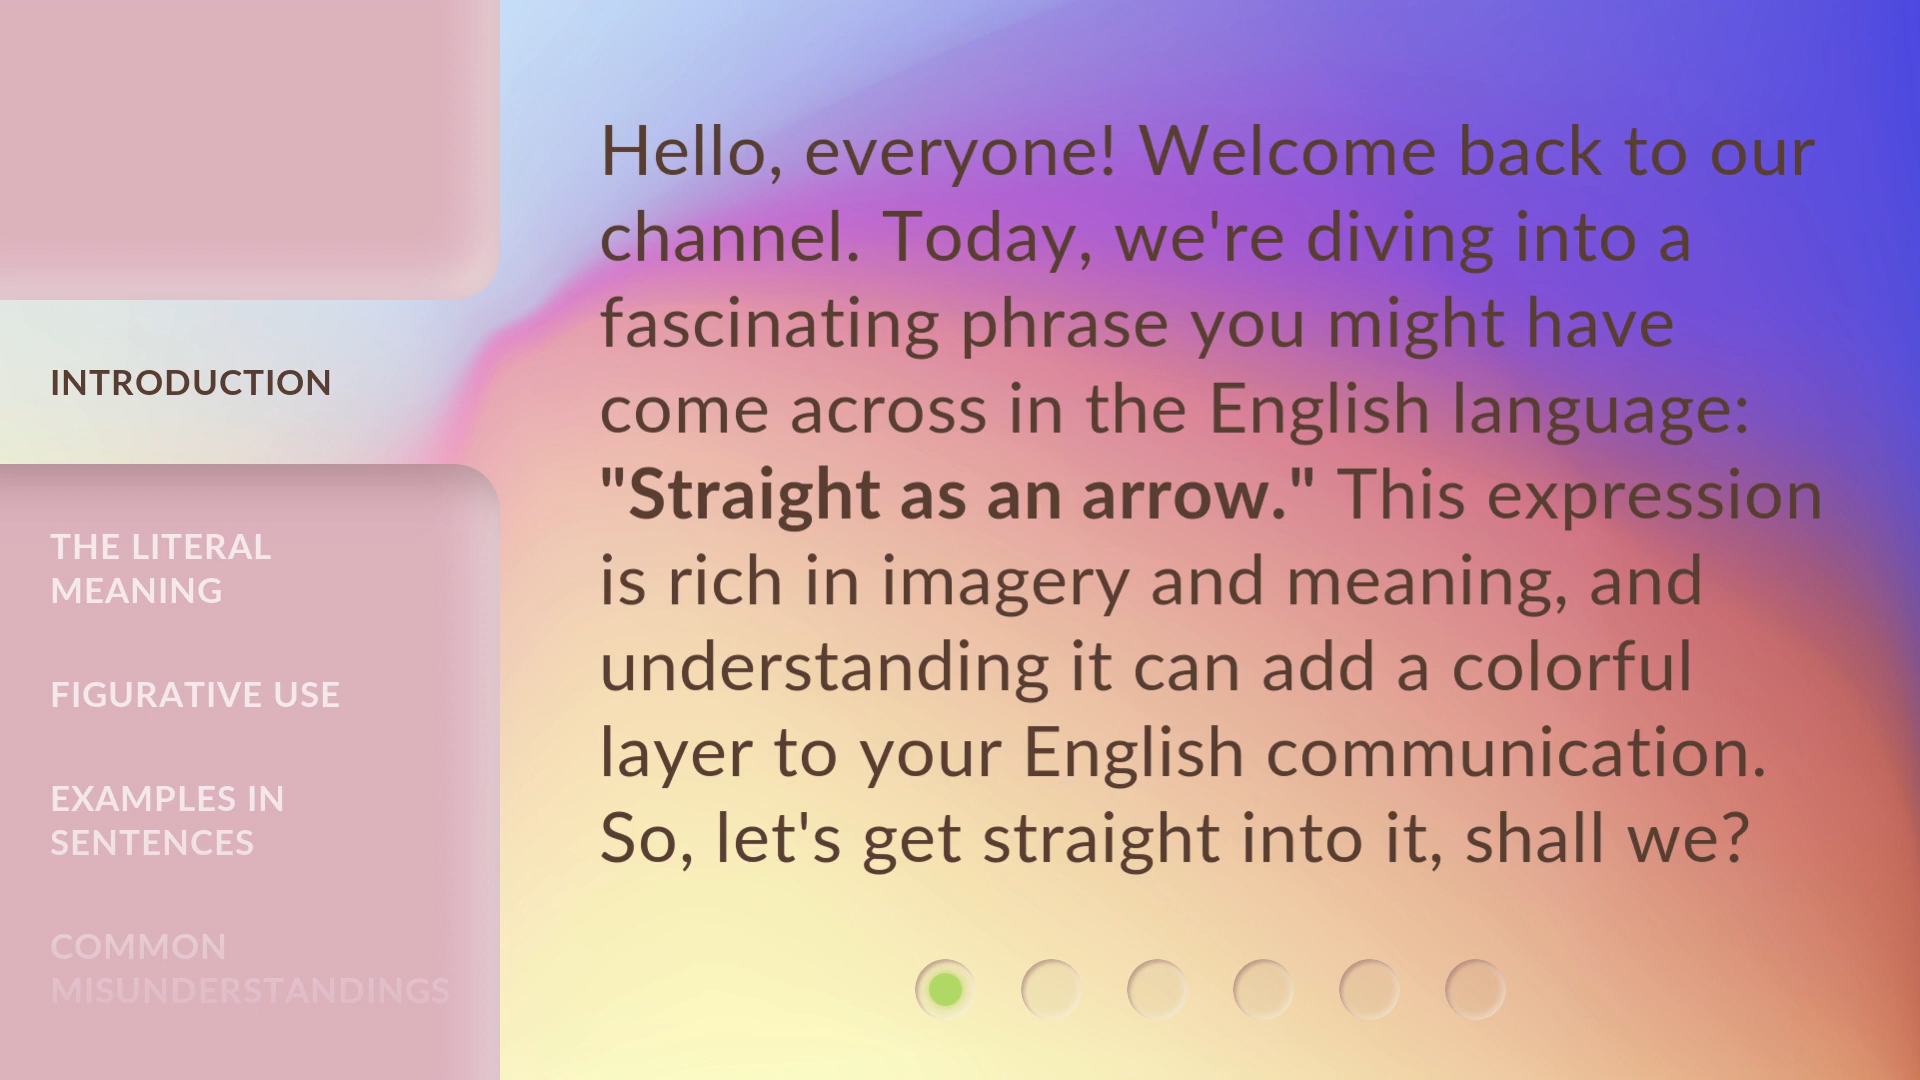 INTRODUCTION
THE LITERAL
MEANING
FIGURATIVE USE
EXAMPLES IN
SENTENCES
COMMON
MISUNDERSTANDINGS
Hello, everyone! Welcome back to our
channel. Today, we're diving into a
fascinating phrase you might have
come across in the English language:
"Straight as an arrow." This expression
is rich in imagery and meaning, and
understanding it can add a colorful
layer to your English communication.
So, let's get straight into it, shall we?